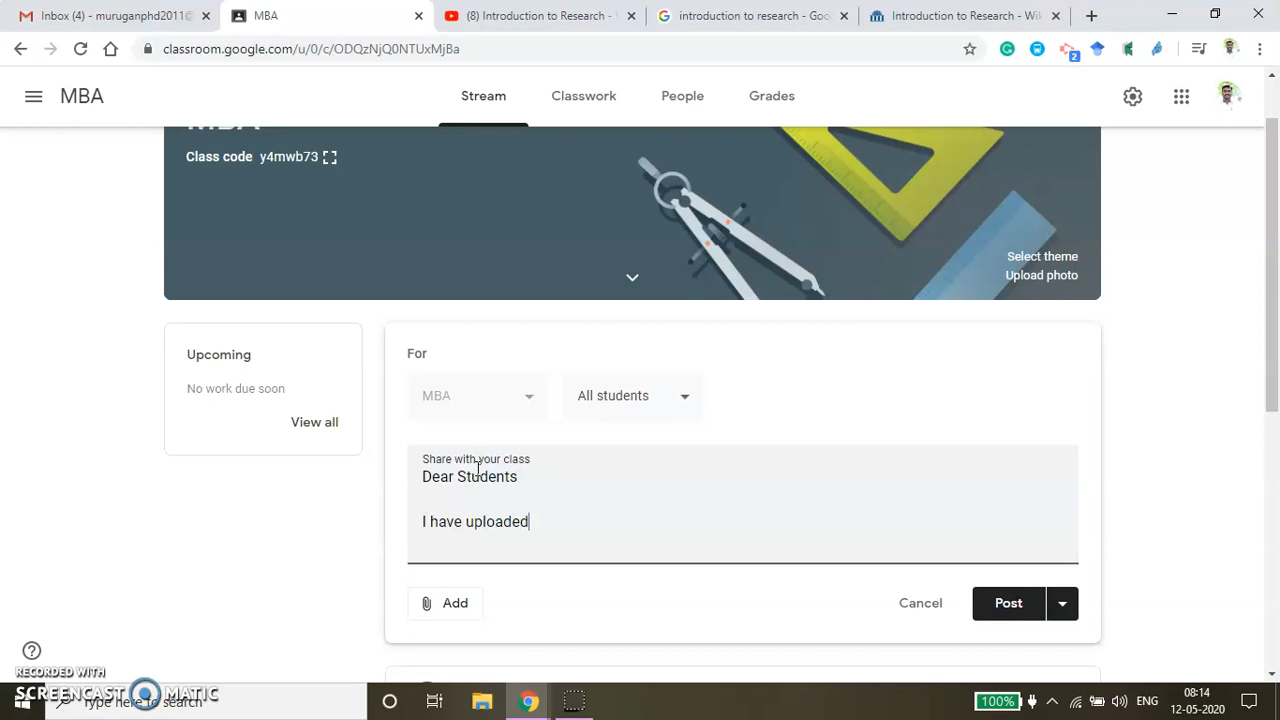 Inbox (4) - muruganphd2011@
MBA
(8) Introduction to Research -
introduction to research - Goo
Introduction to Research - Wik
classroom.google.com/u/0/c/ODQzNjQ0NTUxMjBa
2
MBA
Stream
Classwork
People
Grades
MBA
Class code y4mwb73
Select theme
Upload photo
Upcoming
No work due soon
View all
For
MBA
All students
Share with your class
Dear Students
I have uploaded
Add
Cancel
Post
RECORDED WITH
SCREENCAST MATIC
Type here to search
100%
ENG
08:14
12-05-2020